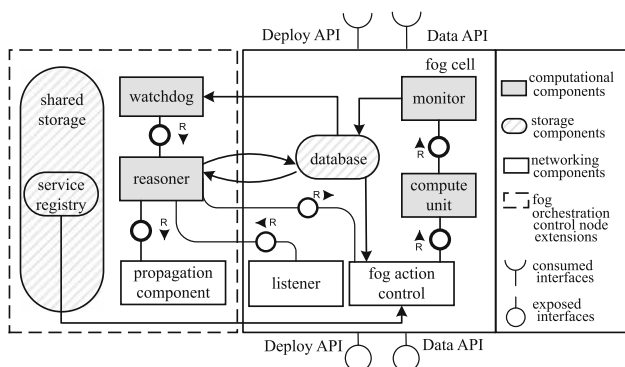 Deploy API
Data API
fog cell
shared
storage
watchdog
monitor
computational
components
R
R
storage
components
reasoner
database
service
registry
R
compute
unit
networking
components
R
R
R
fog
orchestration
control node
extensions
propagation
component
listener
fog action
control
consumed
interfaces
exposed
interfaces
Deploy API
Data API